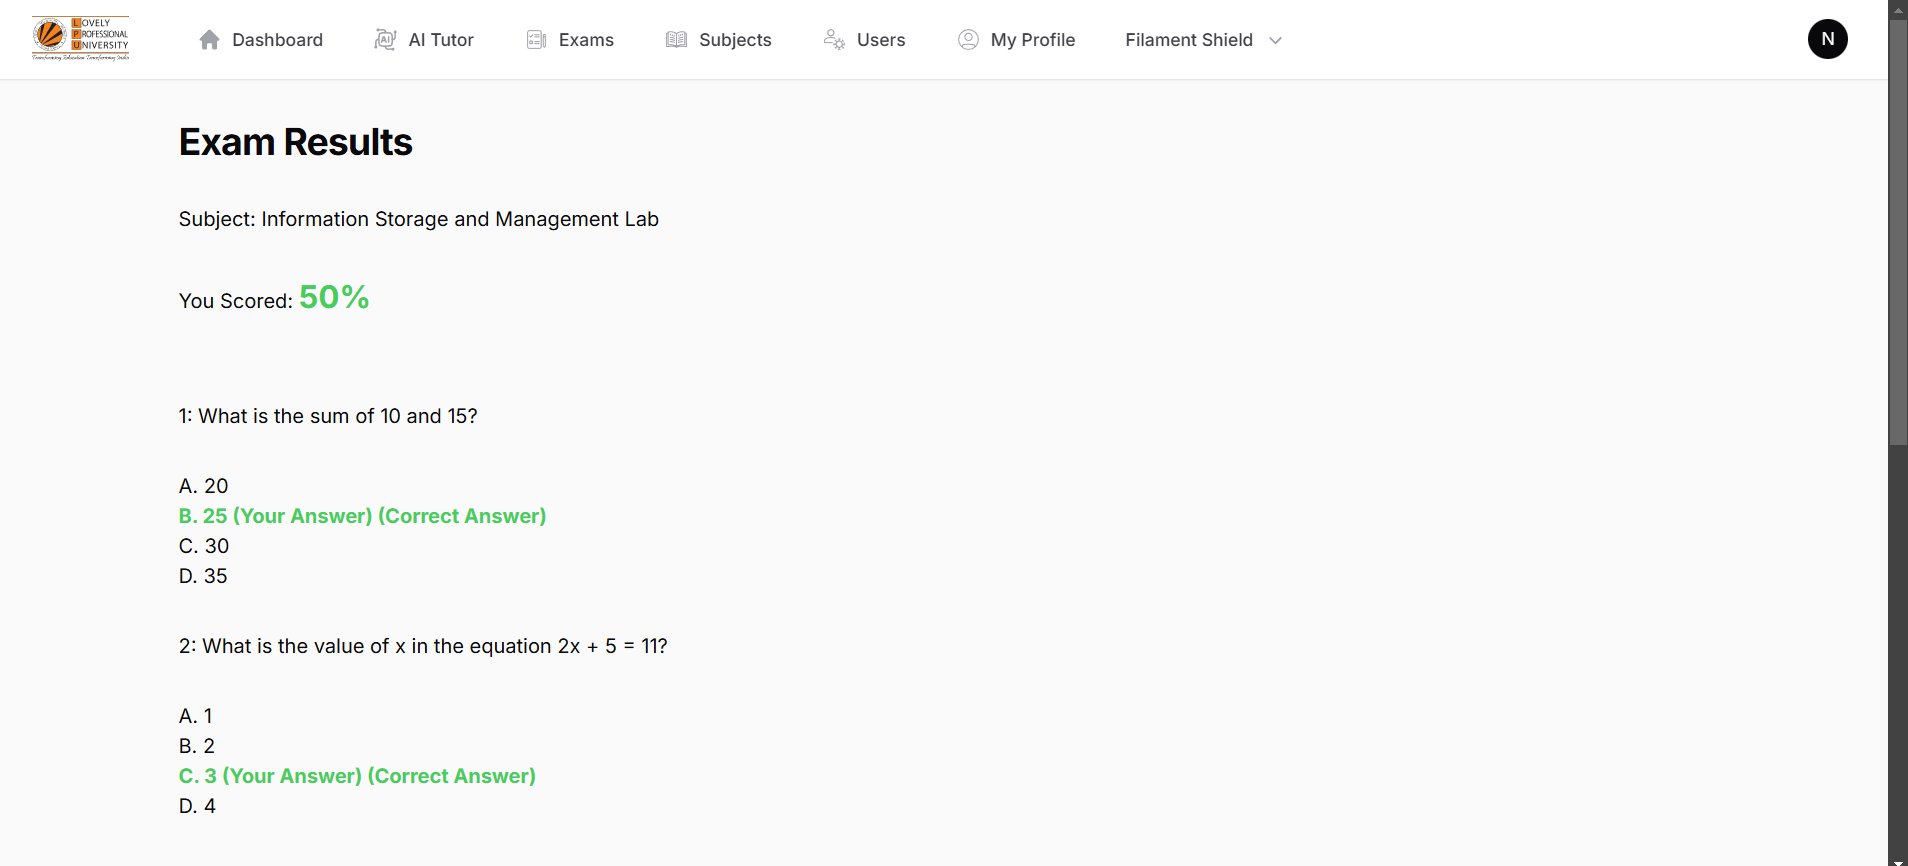 LOVELY
PROFESSIONAL
UNIVERSITY
Transforming Education Transforming India
Dashboard
AI Tutor
Exams
Subjects
Users
My Profile
Filament Shield
N
Exam Results
Subject: Information Storage and Management Lab
You Scored: 50%
1: What is the sum of 10 and 15?
A. 20
B. 25 (Your Answer) (Correct Answer)
C. 30
D. 35
2: What is the value of x in the equation 2x + 5 = 11?
A. 1
B. 2
C. 3 (Your Answer) (Correct Answer)
D. 4